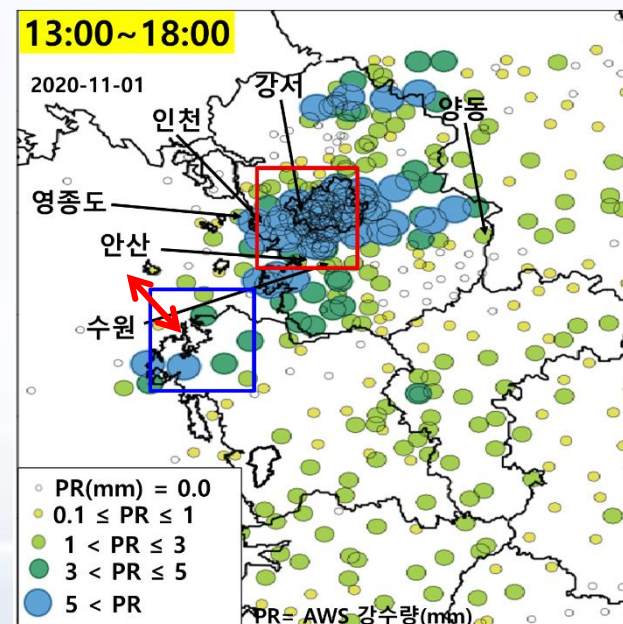 13:00~18:00
2020-11-01
강서
인천
양동
영종도
안산
수원
PR(mm) = 0.0
0.1 ≤ PR ≤ 1
1 < PR ≤ 3
3 < PR ≤ 5
5 < PR
PR= AWS 강수량(mm)